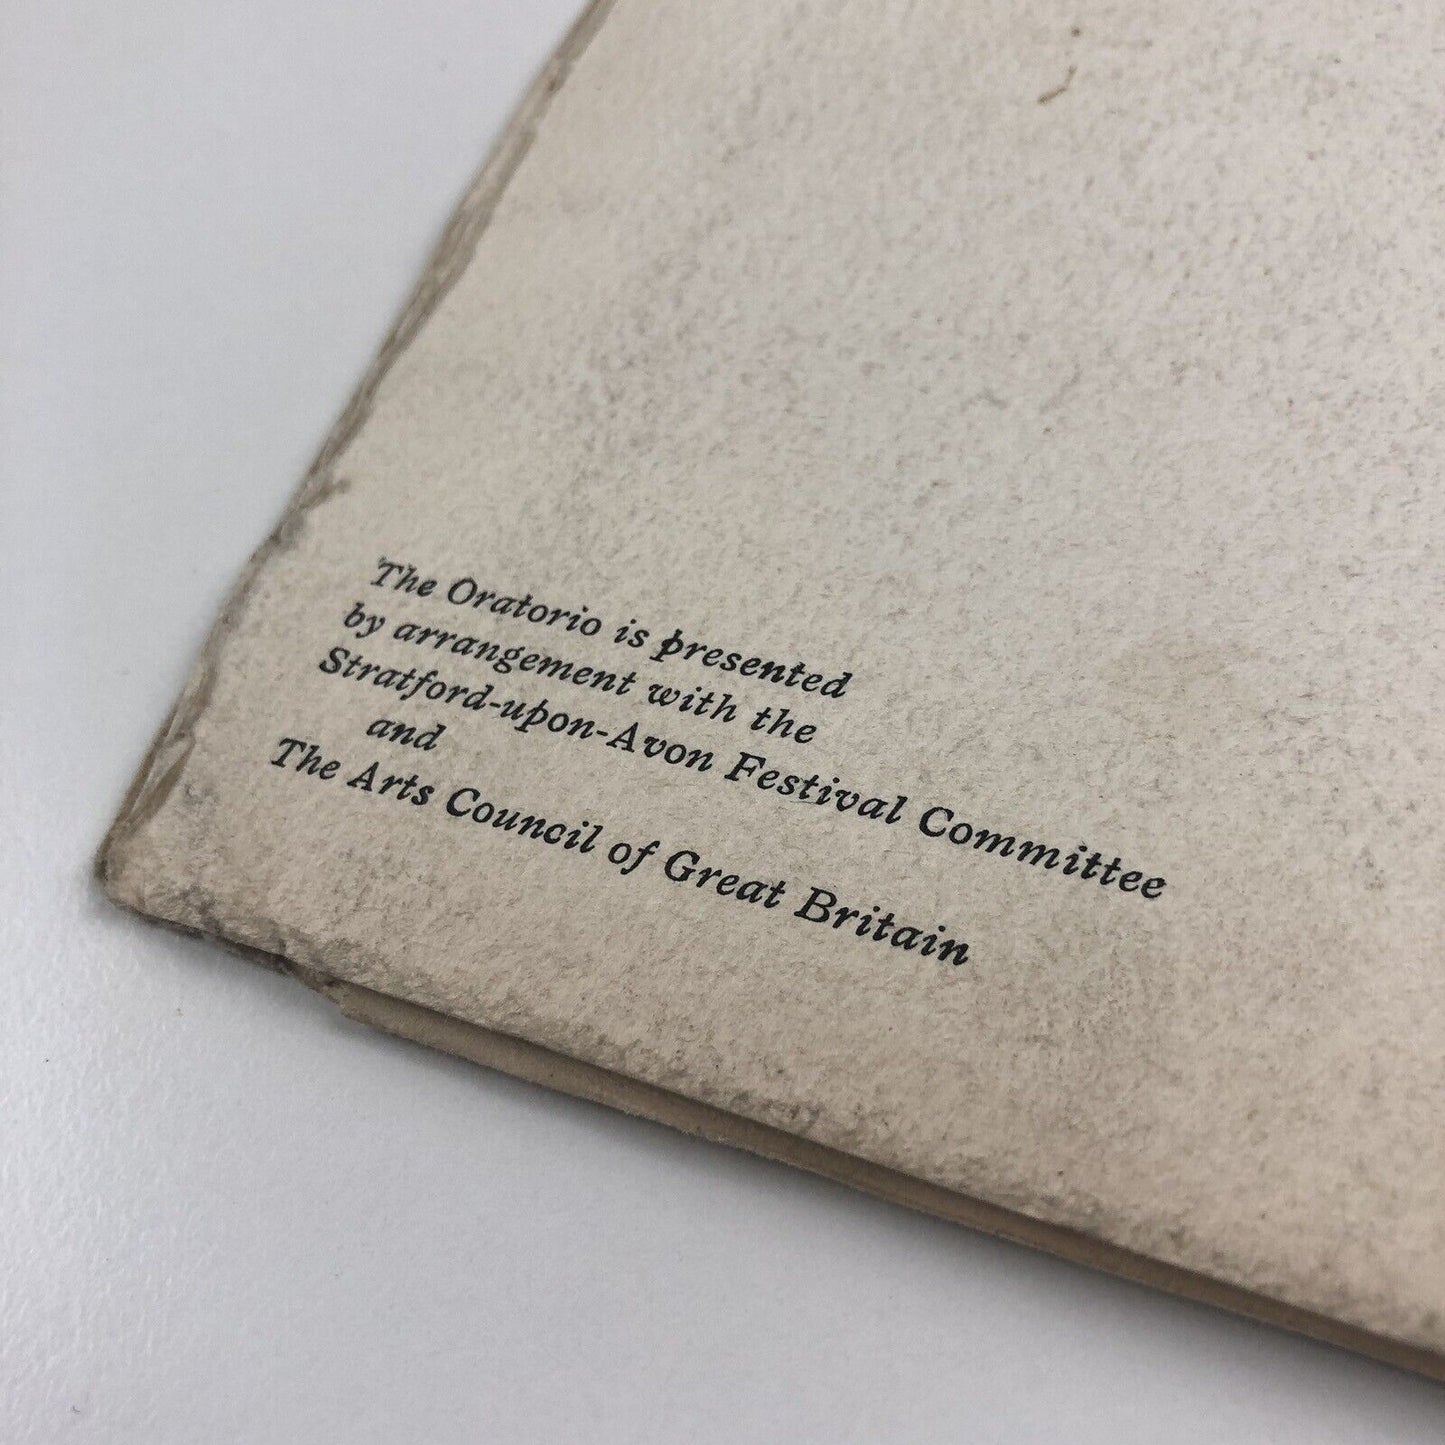 The Oratorio is presented
by arrangement with the
Stratford-upon-Avon Festival Committee
and
The Arts Council of Great Britain